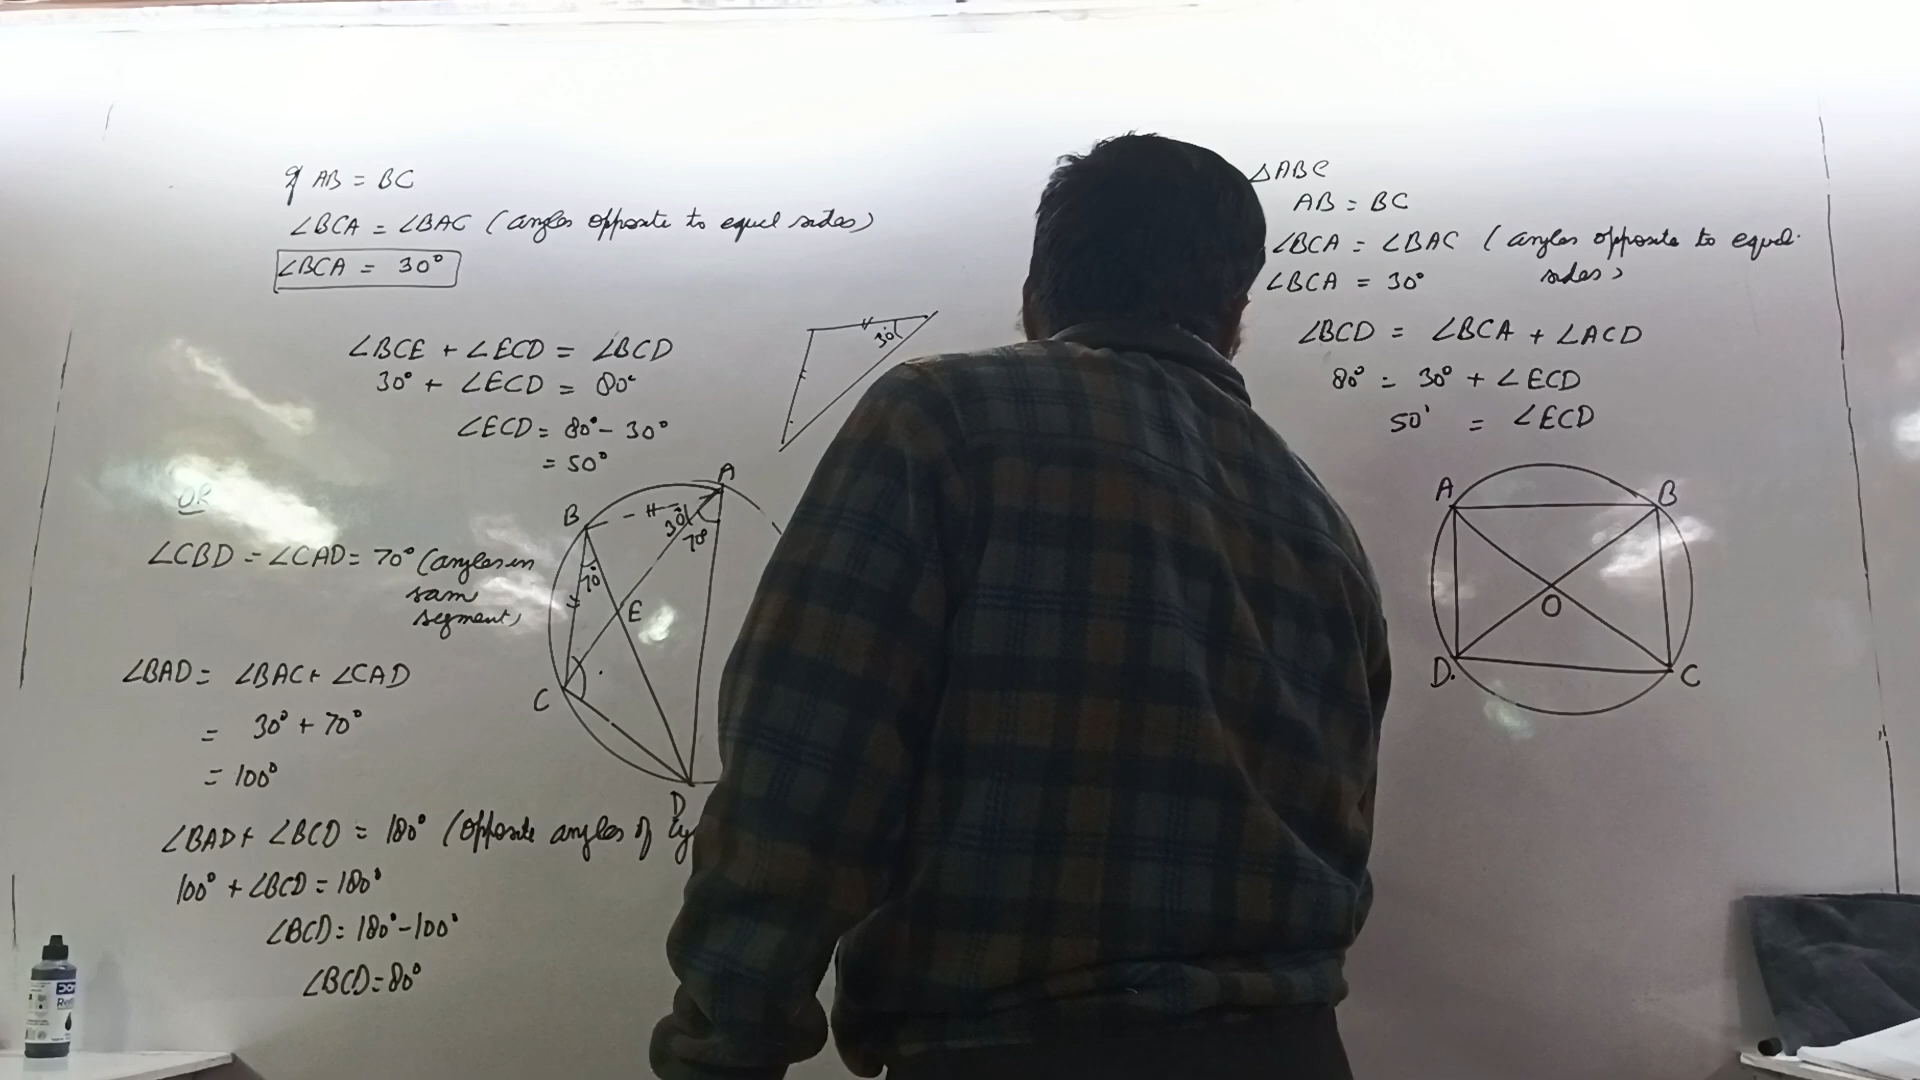 If AB = BC
∠BCA = ∠BAC (angles opposite to equal sides)
∠BCA = 30°
∠BCE + ∠ECD = ∠BCD
30° + ∠ECD = 80°
∠ECD = 80° - 30°
= 50°
OR
∠CBD = ∠CAD = 70° (angles in
sam
segment)
∠BAD = ∠BAC + ∠CAD
= 30° + 70°
= 100°
∠BAD + ∠BCD = 180° (opposite angles of cy
100° + ∠BCD = 180°
∠BCD = 180° - 100°
∠BCD = 80°
30°
A
B
30°
70°
70°
E
C
D
△ABC
AB = BC
∠BCA = ∠BAC (angles opposite to equal
sides)
∠BCA = 30°
∠BCD = ∠BCA + ∠ACD
80° = 30° + ∠ECD
50° = ∠ECD
A
B
O
D.
C